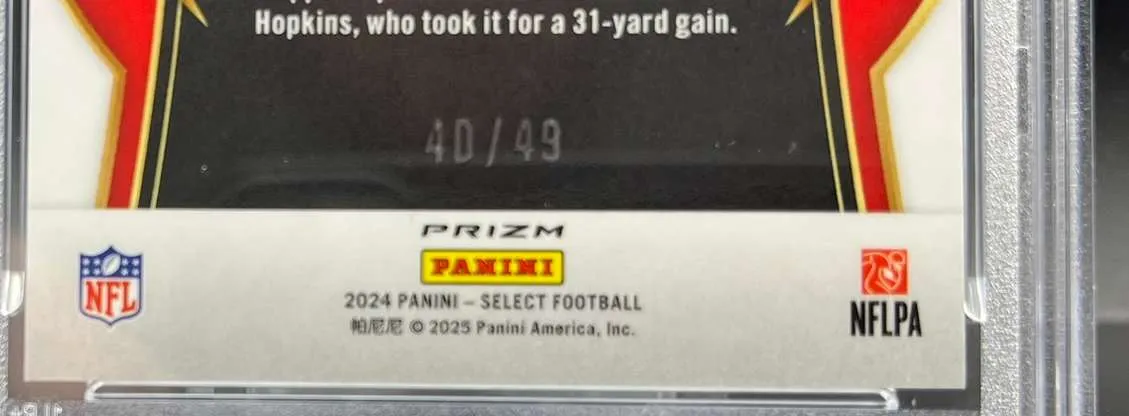 Hopkins, who took it for a 31-yard gain.
40/49
PRIZM
PANINI
NFL
2024 PANINI – SELECT FOOTBALL
帕尼尼 © 2025 Panini America, Inc.
NFLPA